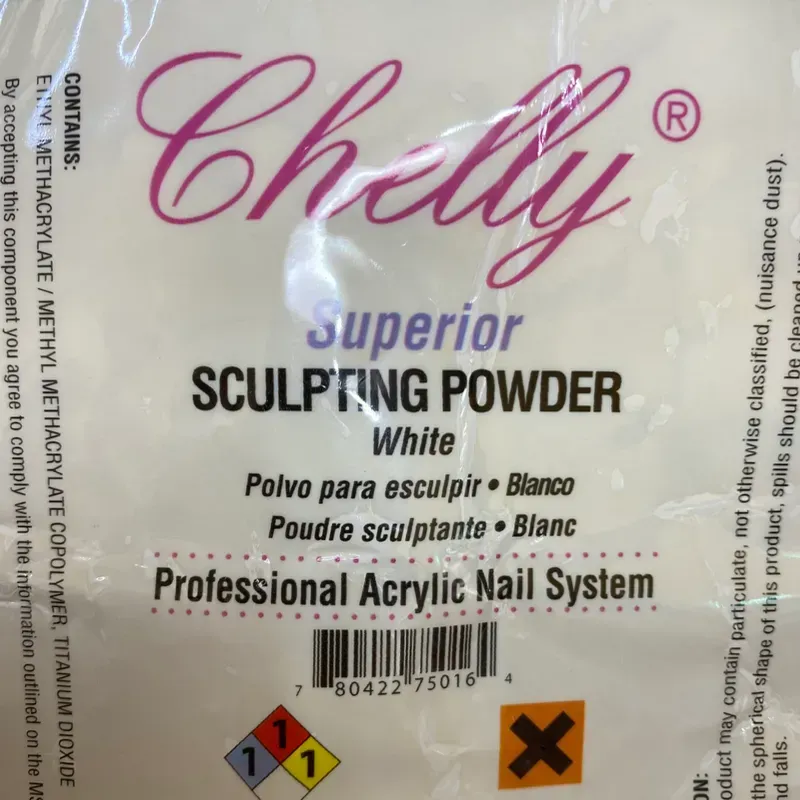 Chelly®
Superior
SCULPTING POWDER
White
Polvo para esculpir • Blanco
Poudre sculptante • Blanc
Professional Acrylic Nail System
7 80422 75016 4
1
1 1
CONTAINS:
ETHYL METHACRYLATE / METHYL METHACRYLATE COPOLYMER, TITANIUM DIOXIDE
By accepting this component you agree to comply with the information outlined on the
may contain particulate, not otherwise classified, (nuisance dust).
the spherical shape of this product, spills should be cleaned
falls.